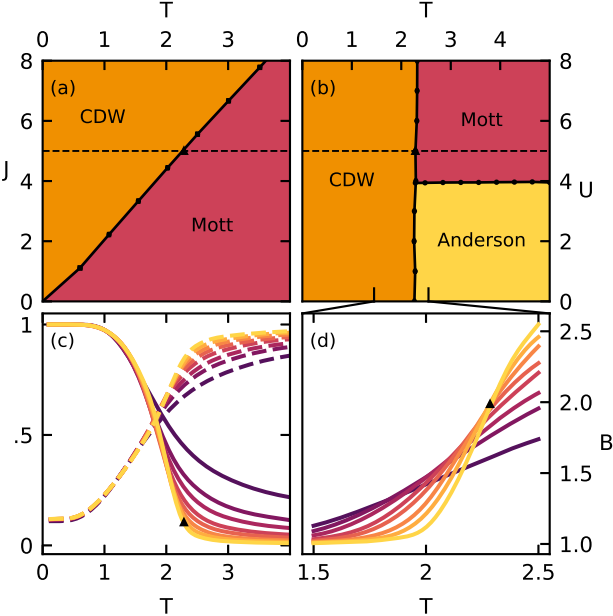 T T
0 1 2 3 0 1 2 3 4
8 (a) (b) 8
CDW Mott
6 6
J CDW U
4 4
Mott Anderson
2 2
0 0
1 (c) (d) 2.5
2.0
.5 B
1.5
0 1.0
0 1 2 3 1.5 2 2.5
T T